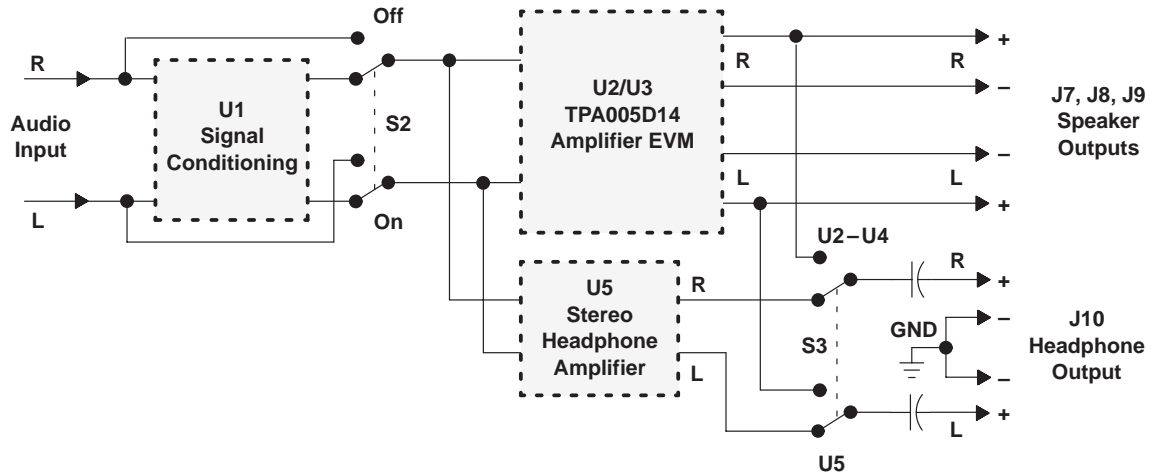 Off
R
Audio
Input
L
U1
Signal
Conditioning
S2
On
U2/U3
TPA005D14
Amplifier EVM
R
L
R
+
–
–
L
+
J7, J8, J9
Speaker
Outputs
U5
Stereo
Headphone
Amplifier
R
L
U2–U4
S3
U5
GND
R
+
–
–
+
L
J10
Headphone
Output